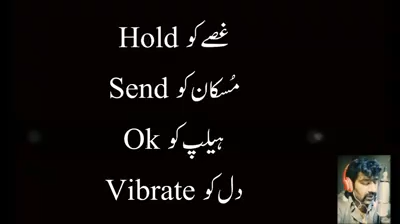 غصے کو Hold
مُسکان کو Send
ہیلپ کو Ok
دل کو Vibrate